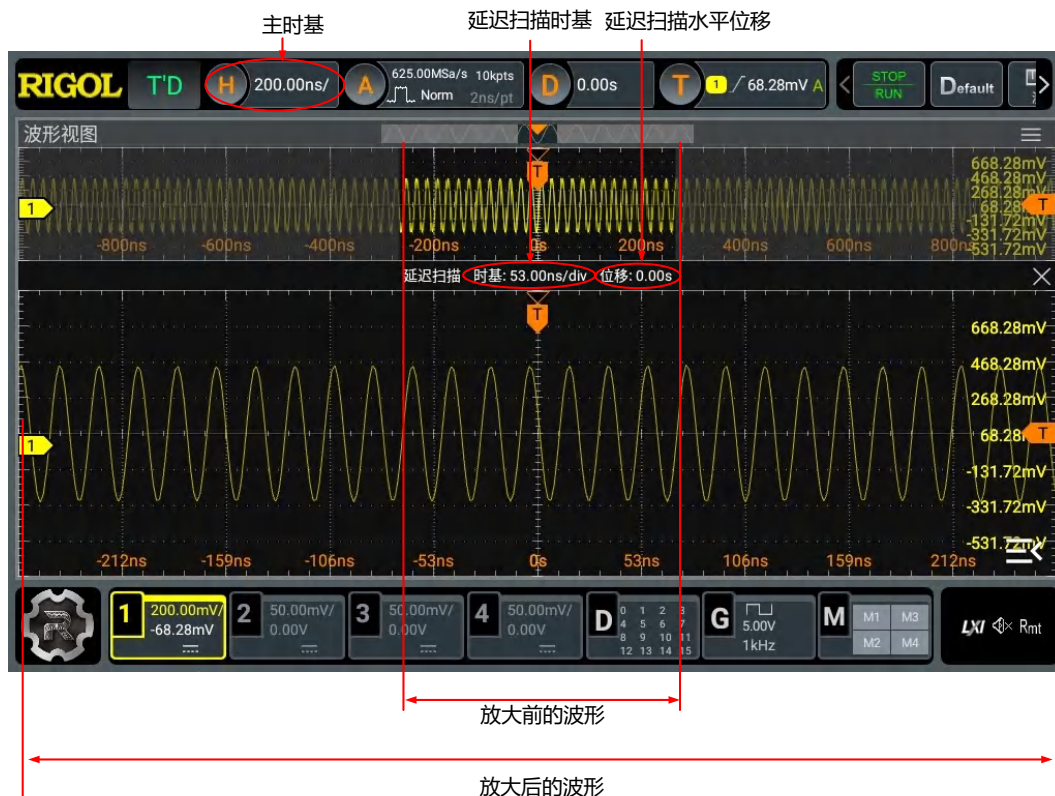 主时基
延迟扫描时基 延迟扫描水平位移
RIGOL T'D H 200.00ns/ A 625.00MSa/s 10kpts D 0.00s T 1 68.28mV A < STOP Default >
Norm 2ns/pt RUN
波形视图
668.28mV
468.28mV
268.28mV
68.28 T
1
-131.72mV
-331.72mV
-531.72mV
T
-800ns -600ns -400ns -200ns 0s 200ns 400ns 600ns 800ns
延迟扫描 时基: 53.00ns/div 位移: 0.00s
T
668.28mV
468.28mV
268.28mV
1 68.28 T
-131.72mV
-331.72mV
-531.72mV
-212ns -159ns -106ns -53ns 0s 53ns 106ns 159ns 212ns
1 200.00mV/ -68.28mV
2 50.00mV/ 0.00V
3 50.00mV/ 0.00V
4 50.00mV/ 0.00V
D 0 1 2 3
4 5 6 7
8 9 10 11
12 13 14 15
G 5.00V 1kHz
M M1 M3
M2 M4
LXI Rmt
R
放大前的波形
放大后的波形